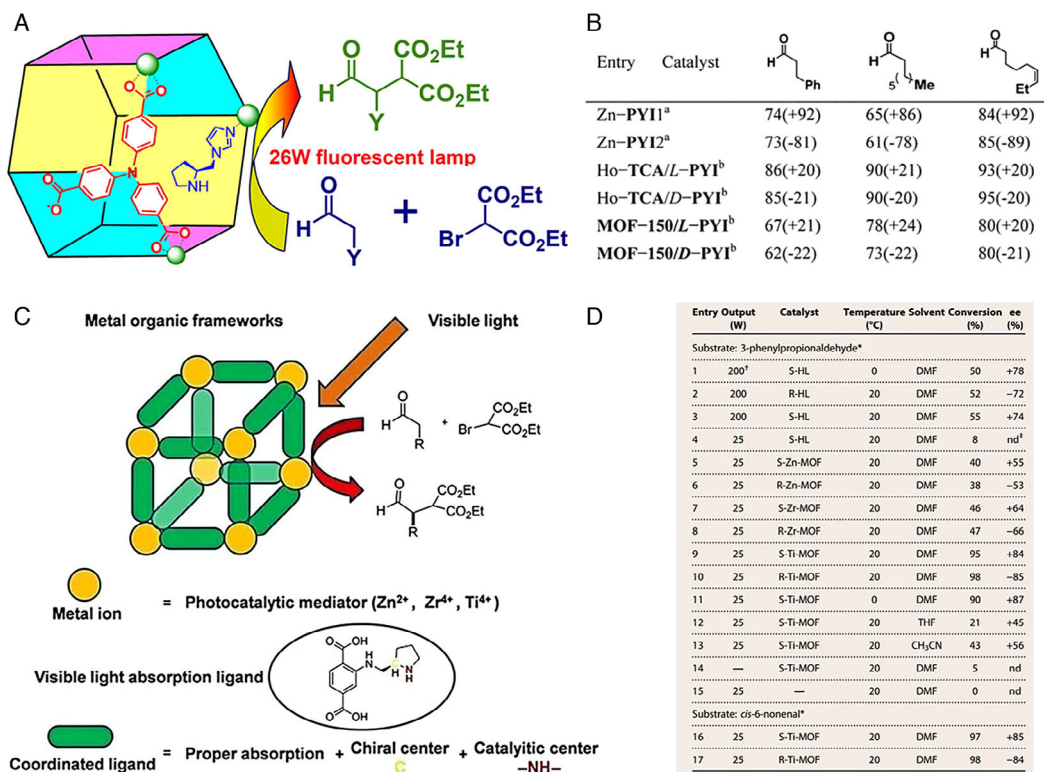 A
O
O
N
O
O
O
O
O
-
N
N
NH
26W fluorescent lamp
O
CO₂Et
H
CO₂Et
Y
O
H
Y
+
CO₂Et
Br
CO₂Et
B
Entry Catalyst
O
Ph
O
5( )Me
O
Et
Zn–PYI1ᵃ 74(+92) 65(+86) 84(+92)
Zn–PYI2ᵃ 73(-81) 61(-78) 85(-89)
Ho–TCA/L–PYIᵇ 86(+20) 90(+21) 93(+20)
Ho–TCA/D–PYIᵇ 85(-21) 90(-20) 95(-20)
MOF–150/L–PYIᵇ 67(+21) 78(+24) 80(+20)
MOF–150/D–PYIᵇ 62(-22) 73(-22) 80(-21)
C
Metal organic frameworks
Visible light
O
H
R
+
CO₂Et
Br
CO₂Et
O
CO₂Et
H
CO₂Et
R
Metal ion = Photocatalytic mediator (Zn²⁺, Zr⁴⁺, Ti⁴⁺)
Visible light absorption ligand
O
OH
H
N
C
H
NH
O
OH
Coordinated ligand = Proper absorption + Chiral center + Catalyitic center
C
–NH–
D
Entry Output (W) Catalyst Temperature (°C) Solvent Conversion (%) ee (%)
Substrate: 3-phenylpropionaldehyde*
1 200† S-HL 0 DMF 50 +78
2 200 R-HL 20 DMF 52 −72
3 200 S-HL 20 DMF 55 +74
4 25 S-HL 20 DMF 8 nd‡
5 25 S-Zn-MOF 20 DMF 40 +55
6 25 R-Zn-MOF 20 DMF 38 −53
7 25 S-Zr-MOF 20 DMF 46 +64
8 25 R-Zr-MOF 20 DMF 47 −66
9 25 S-Ti-MOF 20 DMF 95 +84
10 25 R-Ti-MOF 20 DMF 98 −85
11 25 S-Ti-MOF 0 DMF 90 +87
12 25 S-Ti-MOF 20 THF 21 +45
13 25 S-Ti-MOF 20 CH₃CN 43 +56
14 — S-Ti-MOF 20 DMF 5 nd
15 25 — 20 DMF 0 nd
Substrate: cis-6-nonenal*
16 25 S-Ti-MOF 20 DMF 97 +85
17 25 R-Ti-MOF 20 DMF 98 −84